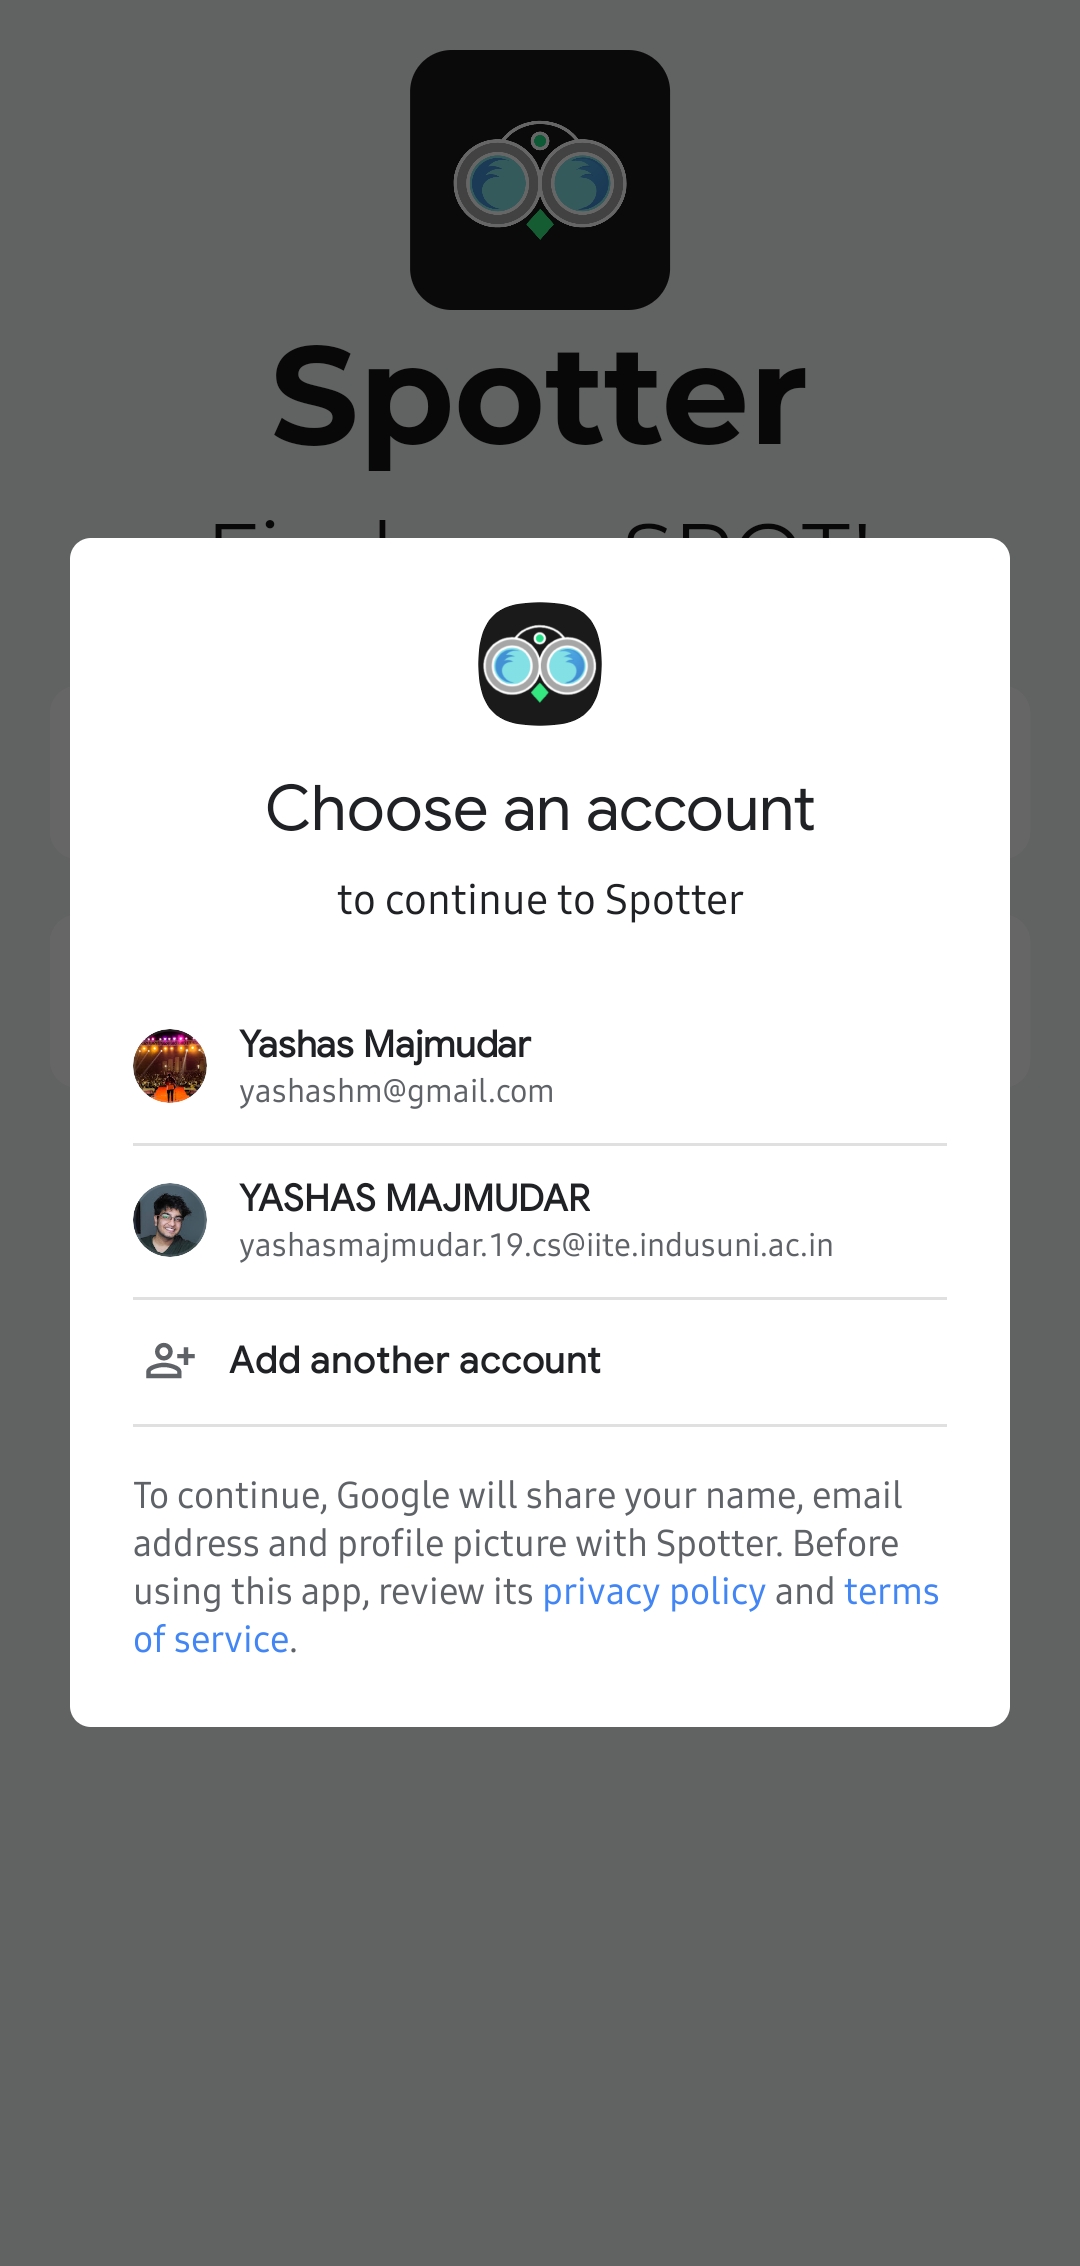 Spotter
Choose an account
to continue to Spotter
Yashas Majmudar
yashashm@gmail.com
YASHAS MAJMUDAR
yashasmajmudar.19.cs@iite.indusuni.ac.in
Add another account
To continue, Google will share your name, email
address and profile picture with Spotter. Before
using this app, review its privacy policy and terms
of service.